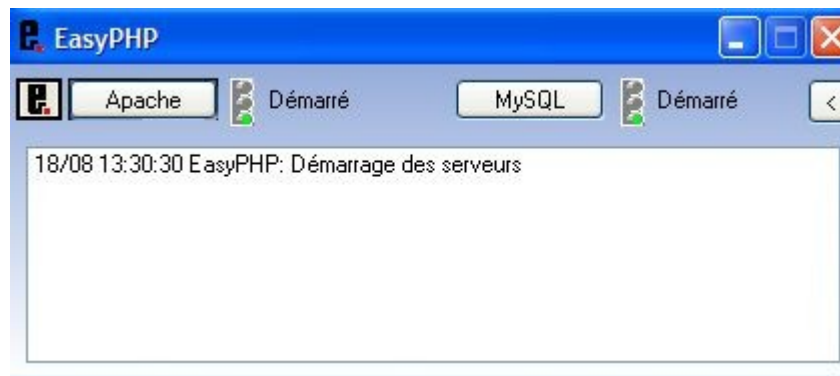 EasyPHP
Apache Démarré MySQL Démarré <
18/08 13:30:30 EasyPHP: Démarrage des serveurs